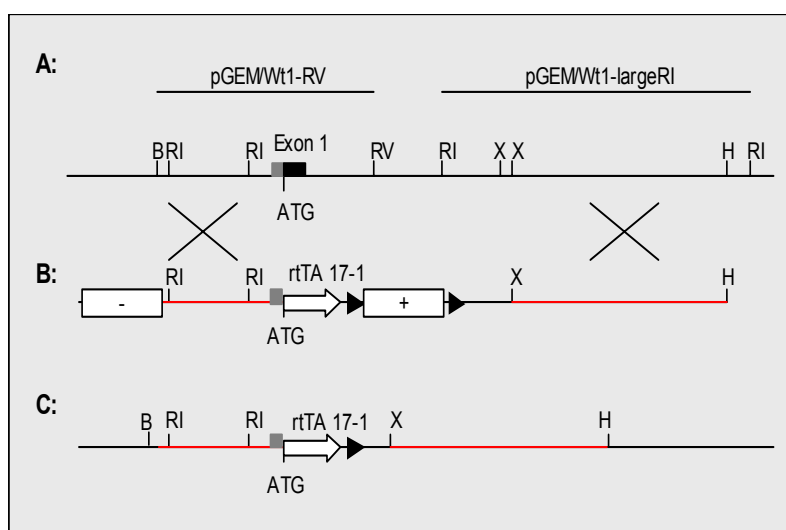 A:
pGEM/Wt1-RV pGEM/Wt1-largeRI
B RI RI Exon 1 RV RI X X H RI
ATG
B:
RI RI rtTA 17-1 X H
- +
ATG
C:
B RI RI rtTA 17-1 X H
ATG